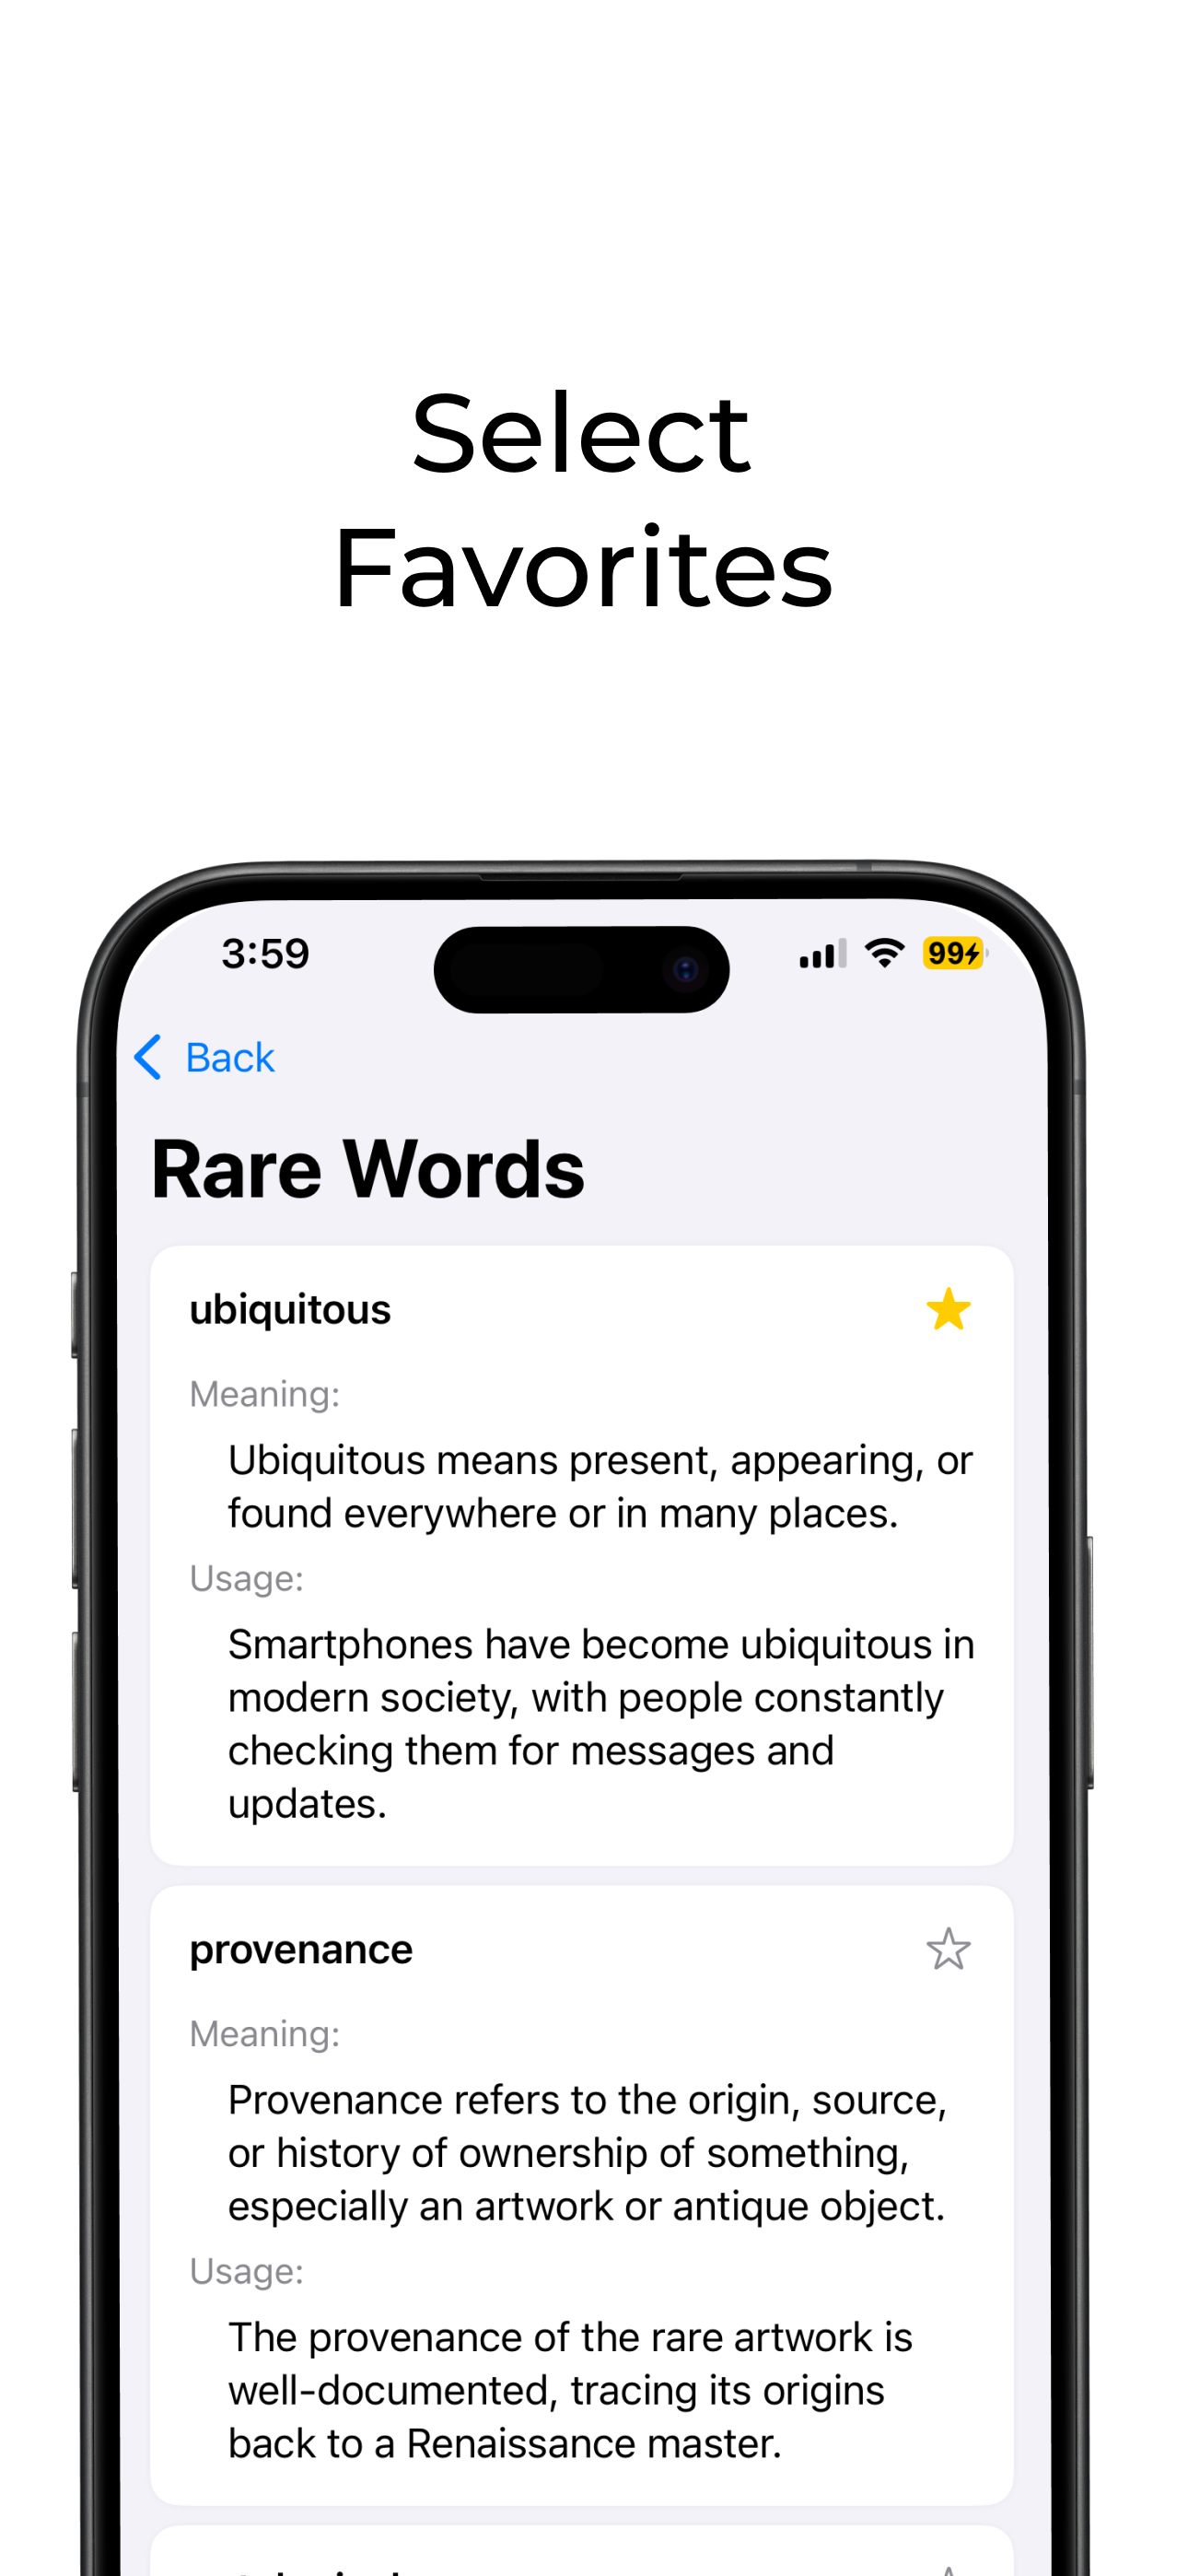 Select
Favorites
3:59
99
Back
Rare Words
ubiquitous
Meaning:
Ubiquitous means present, appearing, or
found everywhere or in many places.
Usage:
Smartphones have become ubiquitous in
modern society, with people constantly
checking them for messages and
updates.
provenance
Meaning:
Provenance refers to the origin, source,
or history of ownership of something,
especially an artwork or antique object.
Usage:
The provenance of the rare artwork is
well-documented, tracing its origins
back to a Renaissance master.